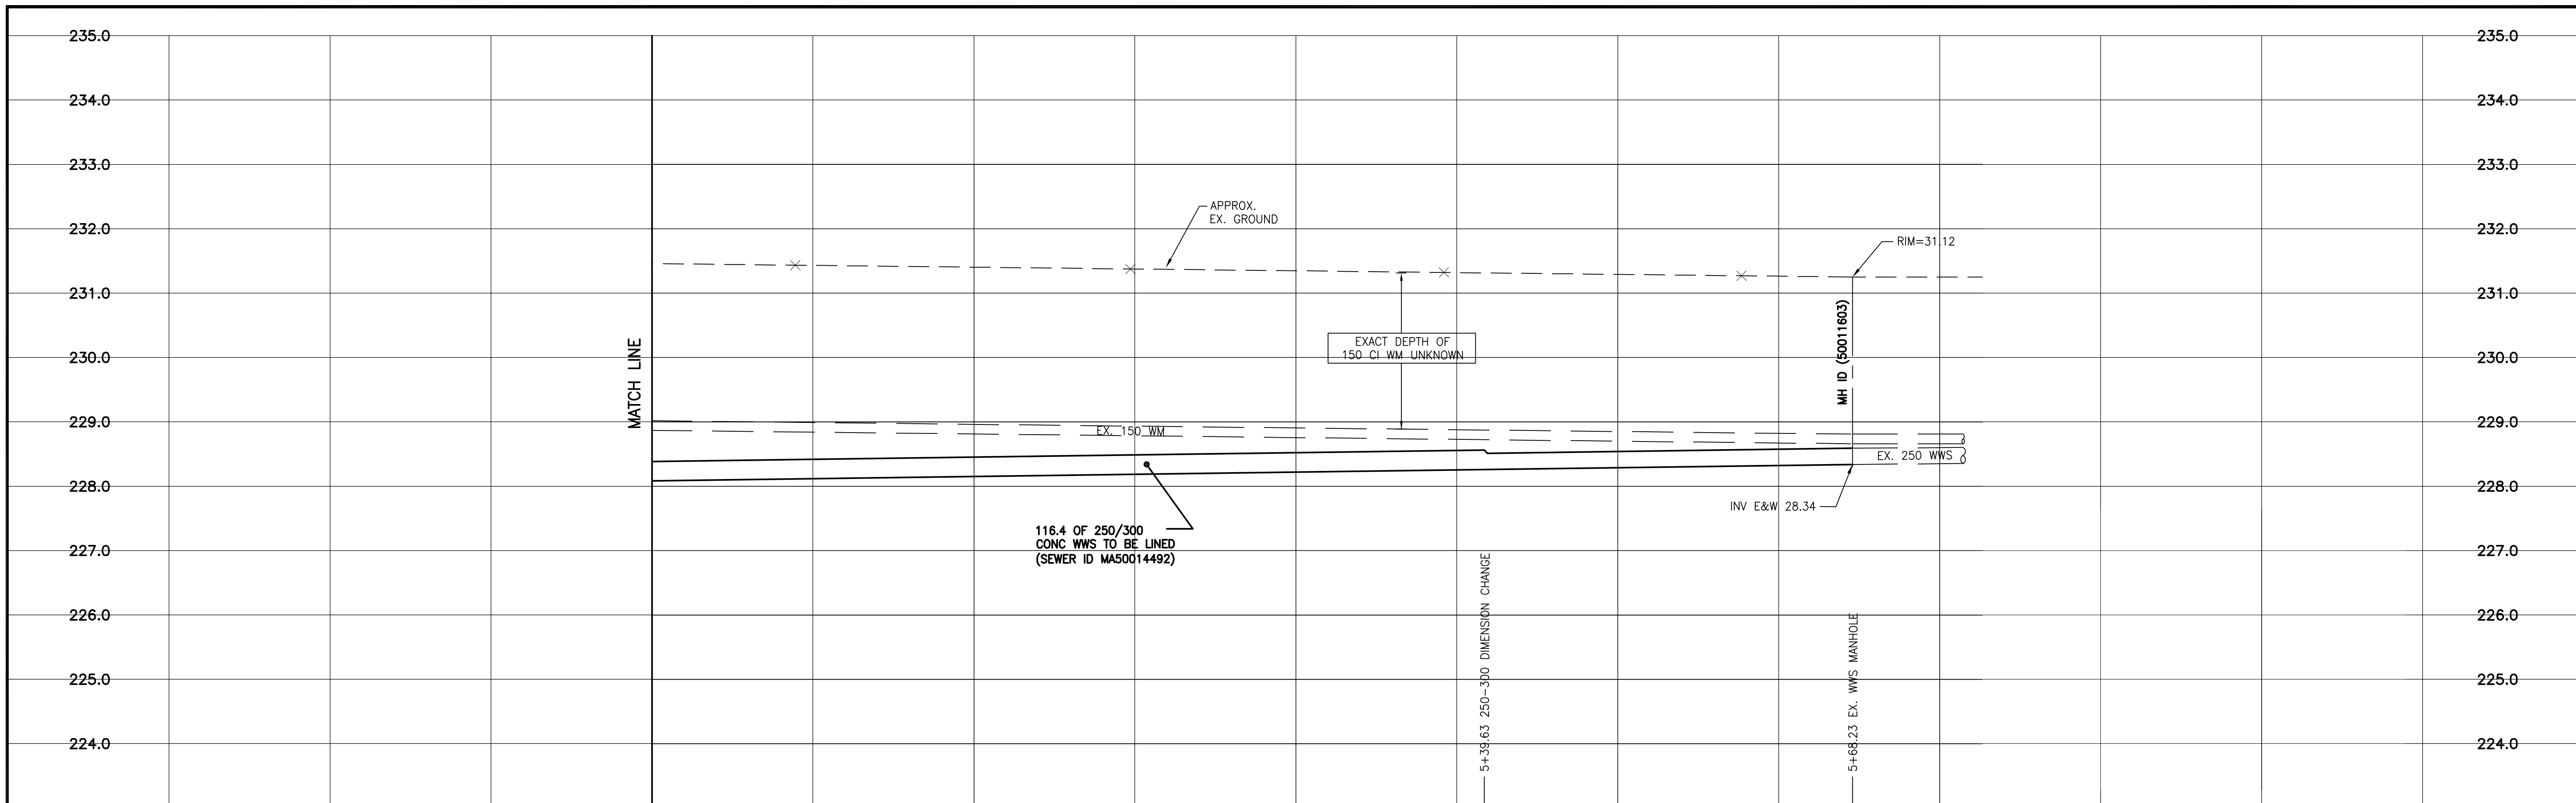 235.0 235.0
234.0 234.0
233.0 233.0
APPROX.
EX. GROUND
232.0 232.0
RIM=31.12
231.0 231.0
MH ID (50011603)
EXACT DEPTH OF
150 CI WM UNKNOWN
230.0 230.0
MATCH LINE
229.0 229.0
EX. 150 WM
EX. 250 WWS
228.0 228.0
INV E&W 28.34
116.4 OF 250/300
CONC WWS TO BE LINED
(SEWER ID MA50014492)
227.0 227.0
5+39.63 250-300 DIMENSION CHANGE
226.0 226.0
5+68.23 EX. WWS MANHOLE
225.0 225.0
224.0 224.0